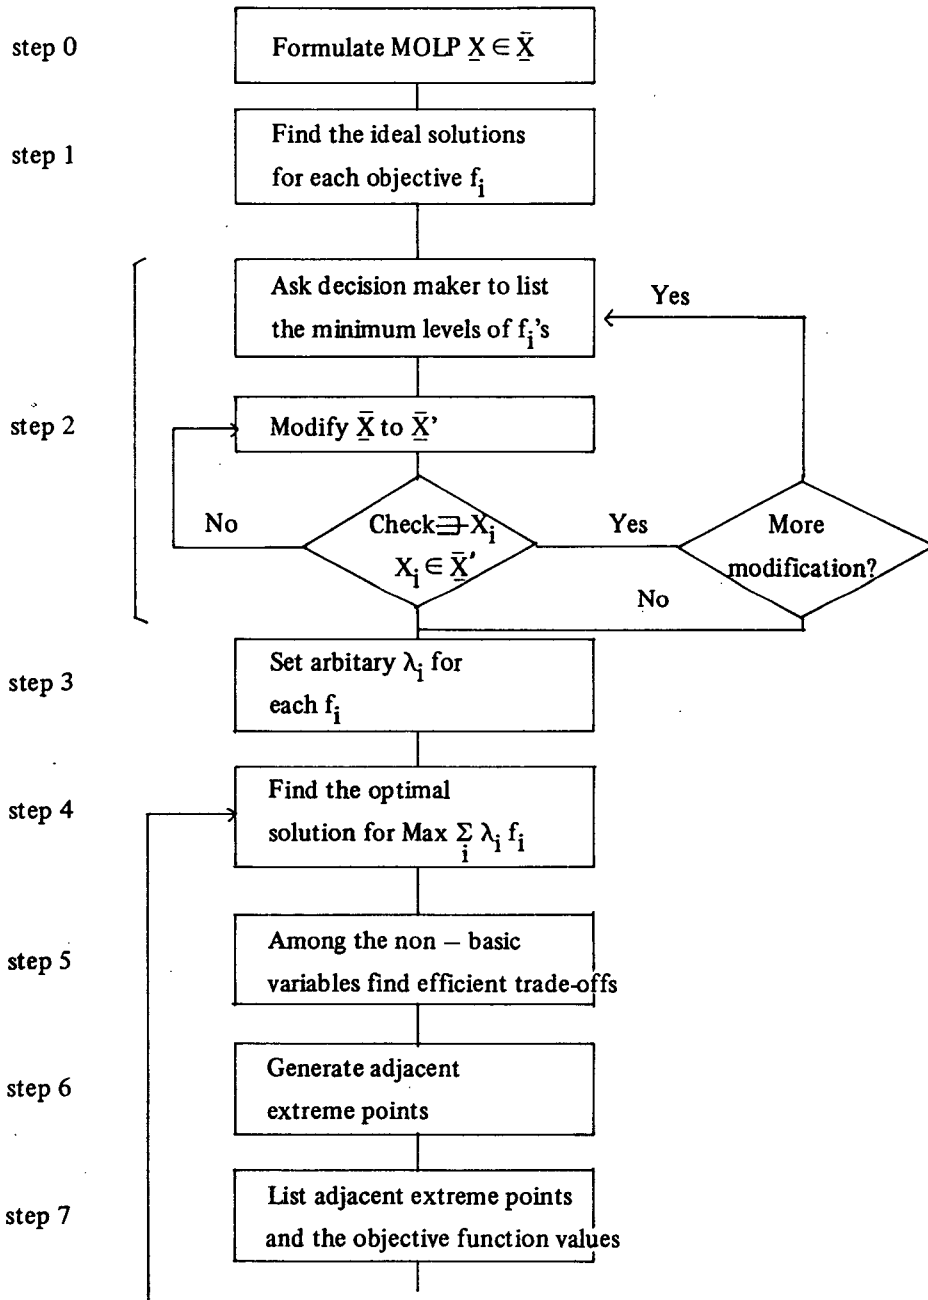 step 0
Formulate MOLP X̲ ∈ X̲̄
step 1
Find the ideal solutions
for each objective fᵢ
Ask decision maker to list
the minimum levels of fᵢ's
Yes
step 2
Modify X̲̄ to X̲̄'
No
Check ∃ Xᵢ
Xᵢ ∈ X̲̄'
Yes
More
modification?
No
step 3
Set arbitary λᵢ for
each fᵢ
step 4
Find the optimal
solution for Max Σ λᵢ fᵢ
i
step 5
Among the non – basic
variables find efficient trade-offs
step 6
Generate adjacent
extreme points
step 7
List adjacent extreme points
and the objective function values